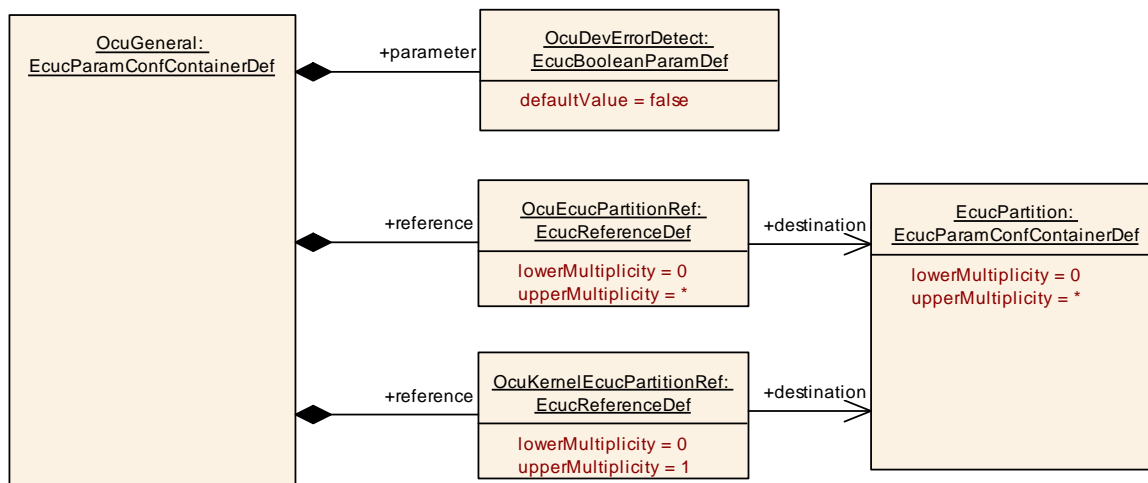 OcuGeneral:
EcucParamConfContainerDef
+parameter
OcuDevErrorDetect:
EcucBooleanParamDef
defaultValue = false
+reference
OcuEcucPartitionRef:
EcucReferenceDef
lowerMultiplicity = 0
upperMultiplicity = *
+destination
EcucPartition:
EcucParamConfContainerDef
lowerMultiplicity = 0
upperMultiplicity = *
+reference
OcuKernelEcucPartitionRef:
EcucReferenceDef
lowerMultiplicity = 0
upperMultiplicity = 1
+destination